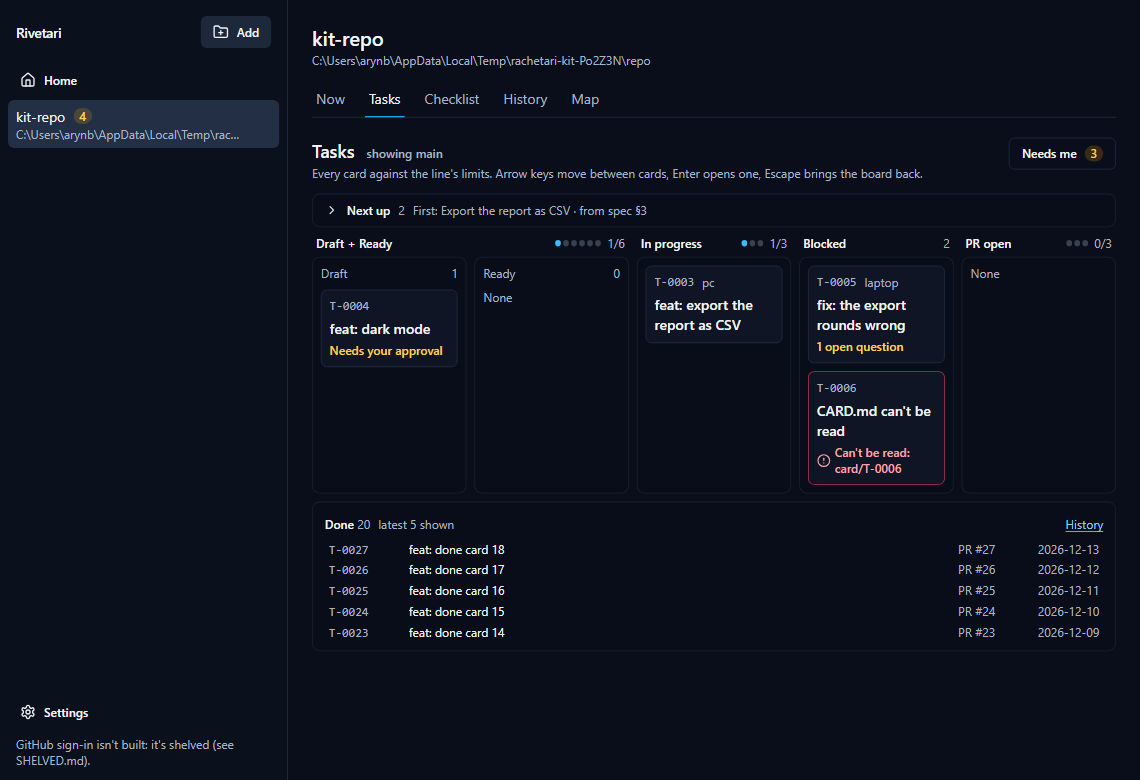 Rivetari
Add
Home
kit-repo 4
C:\Users\arynb\AppData\Local\Temp\rac...
Settings
GitHub sign-in isn't built: it's shelved (see
SHELVED.md).
kit-repo
C:\Users\arynb\AppData\Local\Temp\rachetari-kit-Po2Z3N\repo
Now Tasks Checklist History Map
Tasks showing main
Needs me 3
Every card against the line's limits. Arrow keys move between cards, Enter opens one, Escape brings the board back.
Next up 2 First: Export the report as CSV · from spec §3
Draft + Ready 1/6
Draft 1
T-0004
feat: dark mode
Needs your approval
Ready 0
None
In progress 1/3
T-0003 pc
feat: export the
report as CSV
Blocked 2
T-0005 laptop
fix: the export
rounds wrong
1 open question
T-0006
CARD.md can't be
read
Can't be read:
card/T-0006
PR open 0/3
None
Done 20 latest 5 shown
History
T-0027 feat: done card 18 PR #27 2026-12-13
T-0026 feat: done card 17 PR #26 2026-12-12
T-0025 feat: done card 16 PR #25 2026-12-11
T-0024 feat: done card 15 PR #24 2026-12-10
T-0023 feat: done card 14 PR #23 2026-12-09